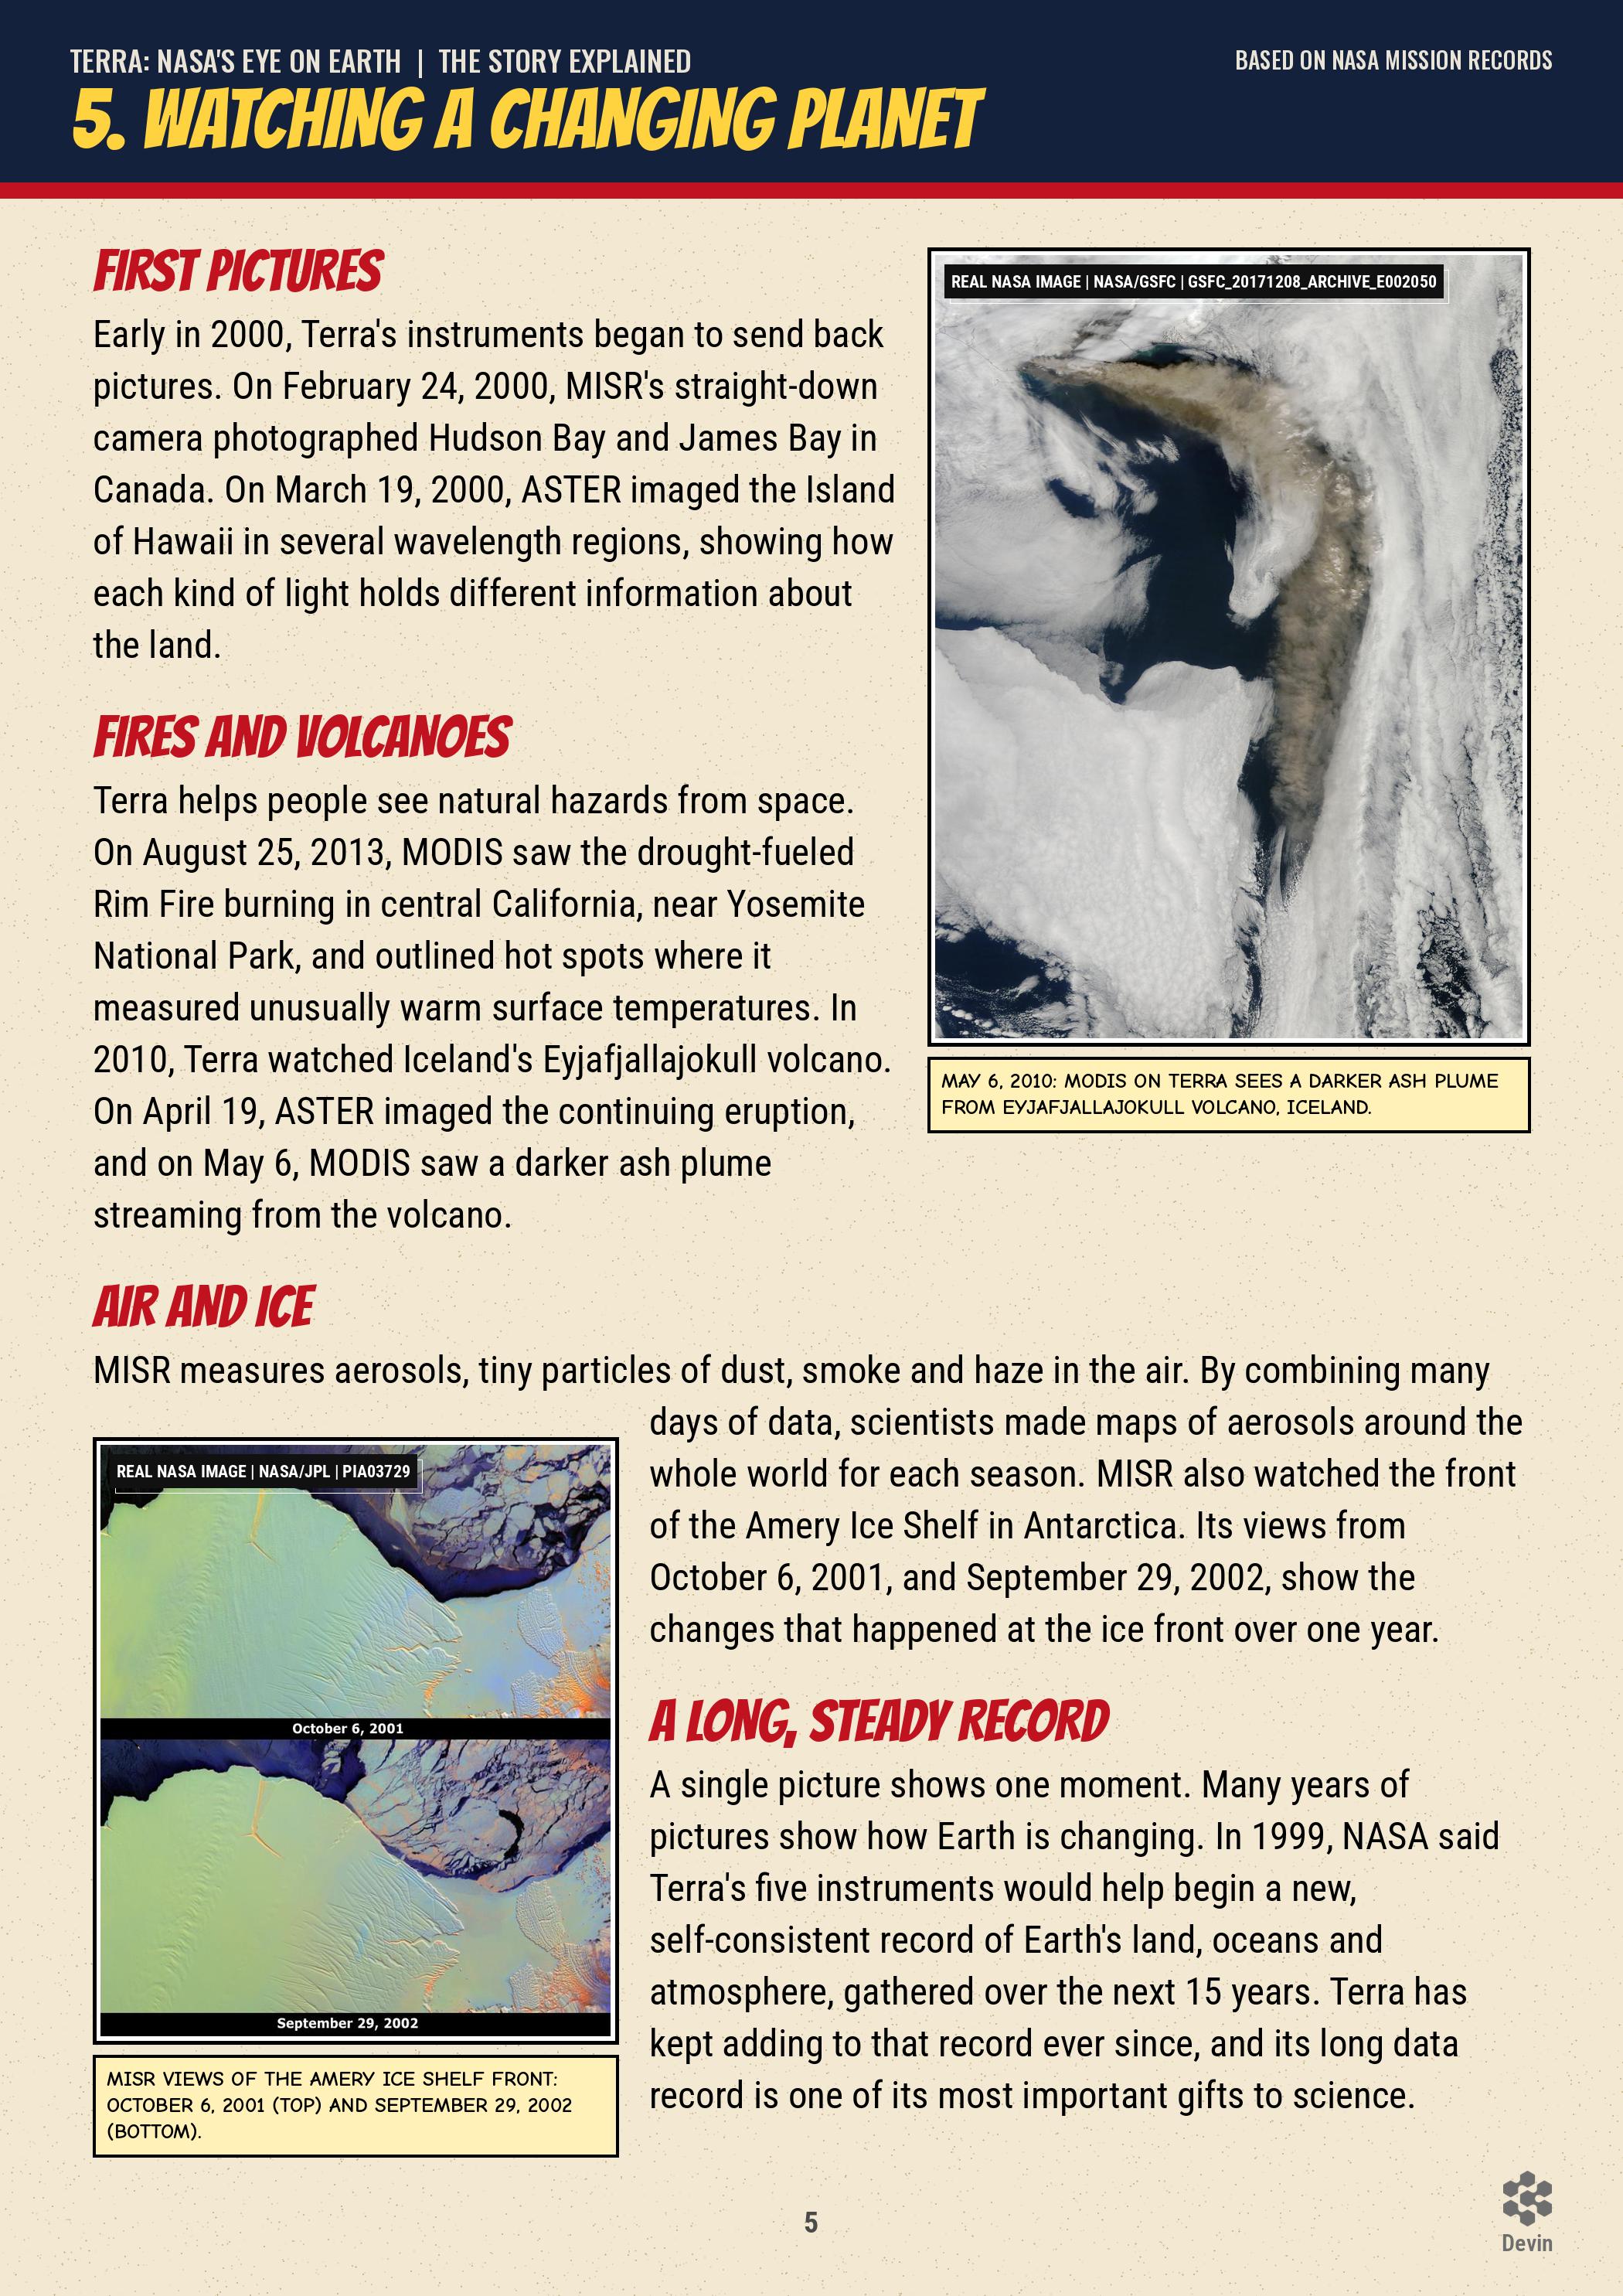 TERRA: NASA'S EYE ON EARTH | THE STORY EXPLAINED
BASED ON NASA MISSION RECORDS
5. WATCHING A CHANGING PLANET
FIRST PICTURES
Early in 2000, Terra's instruments began to send back
pictures. On February 24, 2000, MISR's straight-down
camera photographed Hudson Bay and James Bay in
Canada. On March 19, 2000, ASTER imaged the Island
of Hawaii in several wavelength regions, showing how
each kind of light holds different information about
the land.
REAL NASA IMAGE | NASA/GSFC | GSFC_20171208_ARCHIVE_E002050
MAY 6, 2010: MODIS ON TERRA SEES A DARKER ASH PLUME
FROM EYJAFJALLAJOKULL VOLCANO, ICELAND.
FIRES AND VOLCANOES
Terra helps people see natural hazards from space.
On August 25, 2013, MODIS saw the drought-fueled
Rim Fire burning in central California, near Yosemite
National Park, and outlined hot spots where it
measured unusually warm surface temperatures. In
2010, Terra watched Iceland's Eyjafjallajokull volcano.
On April 19, ASTER imaged the continuing eruption,
and on May 6, MODIS saw a darker ash plume
streaming from the volcano.
AIR AND ICE
MISR measures aerosols, tiny particles of dust, smoke and haze in the air. By combining many
days of data, scientists made maps of aerosols around the
whole world for each season. MISR also watched the front
of the Amery Ice Shelf in Antarctica. Its views from
October 6, 2001, and September 29, 2002, show the
changes that happened at the ice front over one year.
REAL NASA IMAGE | NASA/JPL | PIA03729
October 6, 2001
September 29, 2002
MISR VIEWS OF THE AMERY ICE SHELF FRONT:
OCTOBER 6, 2001 (TOP) AND SEPTEMBER 29, 2002
(BOTTOM).
A LONG, STEADY RECORD
A single picture shows one moment. Many years of
pictures show how Earth is changing. In 1999, NASA said
Terra's five instruments would help begin a new,
self-consistent record of Earth's land, oceans and
atmosphere, gathered over the next 15 years. Terra has
kept adding to that record ever since, and its long data
record is one of its most important gifts to science.
5
Devin